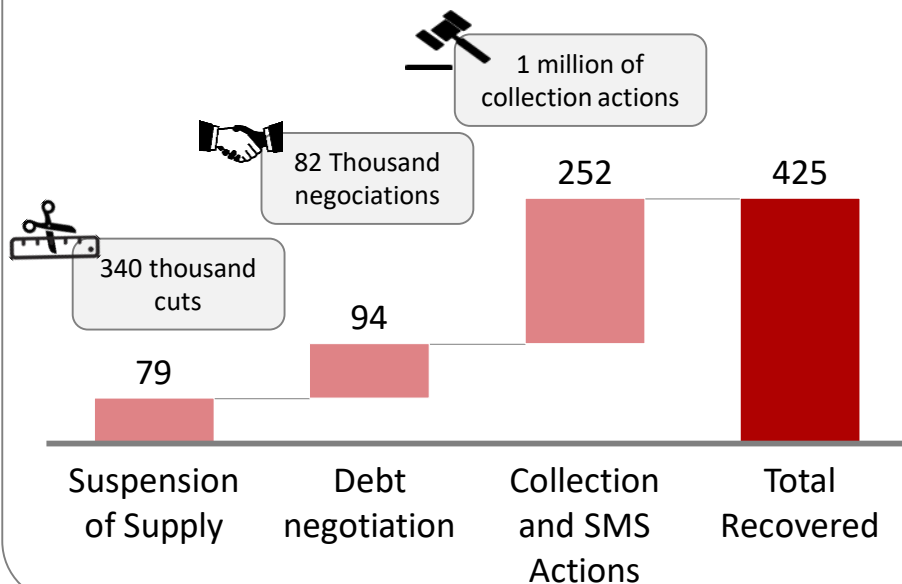 1 million of
collection actions
82 Thousand
negociations
340 thousand
cuts
79
94
252
425
Suspension
of Supply
Debt
negotiation
Collection
and SMS
Actions
Total
Recovered